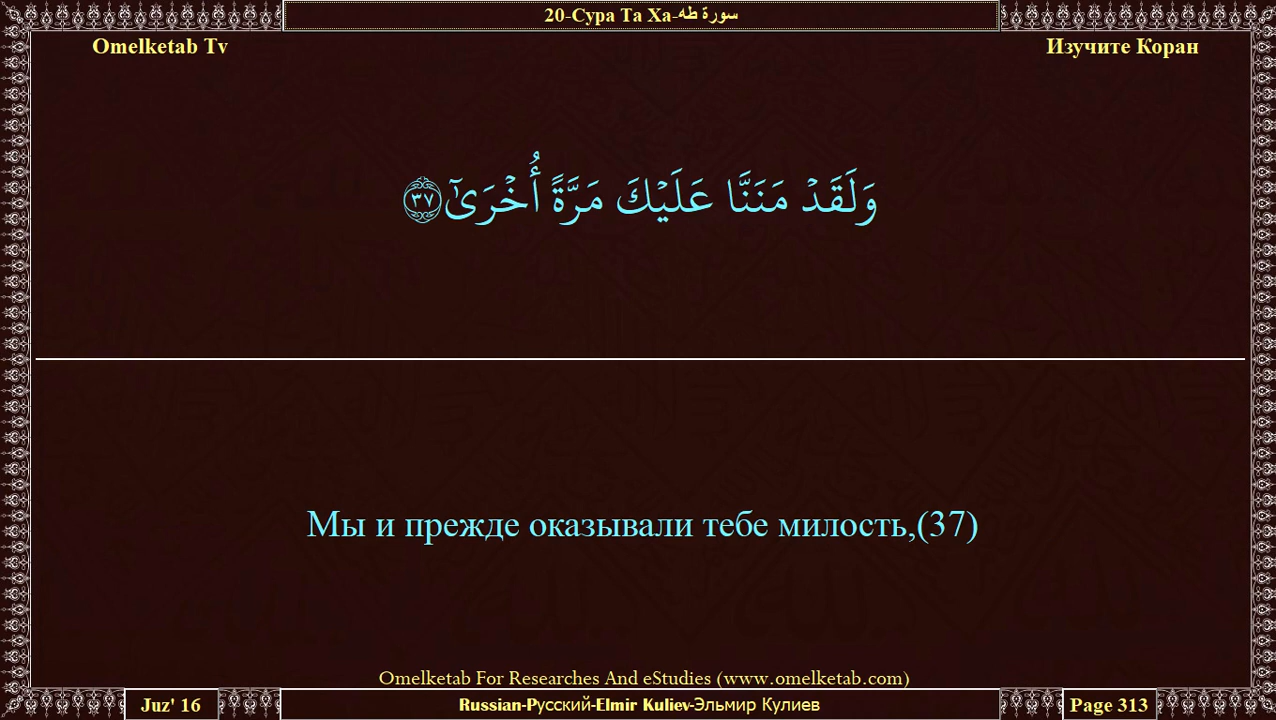 20-Сура Та Ха-سورة طه
Omelketab Tv
Изучите Коран
وَلَقَدۡ مَنَنَّا عَلَيۡكَ مَرَّةً أُخۡرَىٰٓ ٣٧
Мы и прежде оказывали тебе милость,(37)
Omelketab For Researches And eStudies (www.omelketab.com)
Juz' 16
Russian-Русский-Elmir Kuliev-Эльмир Кулиев
Page 313